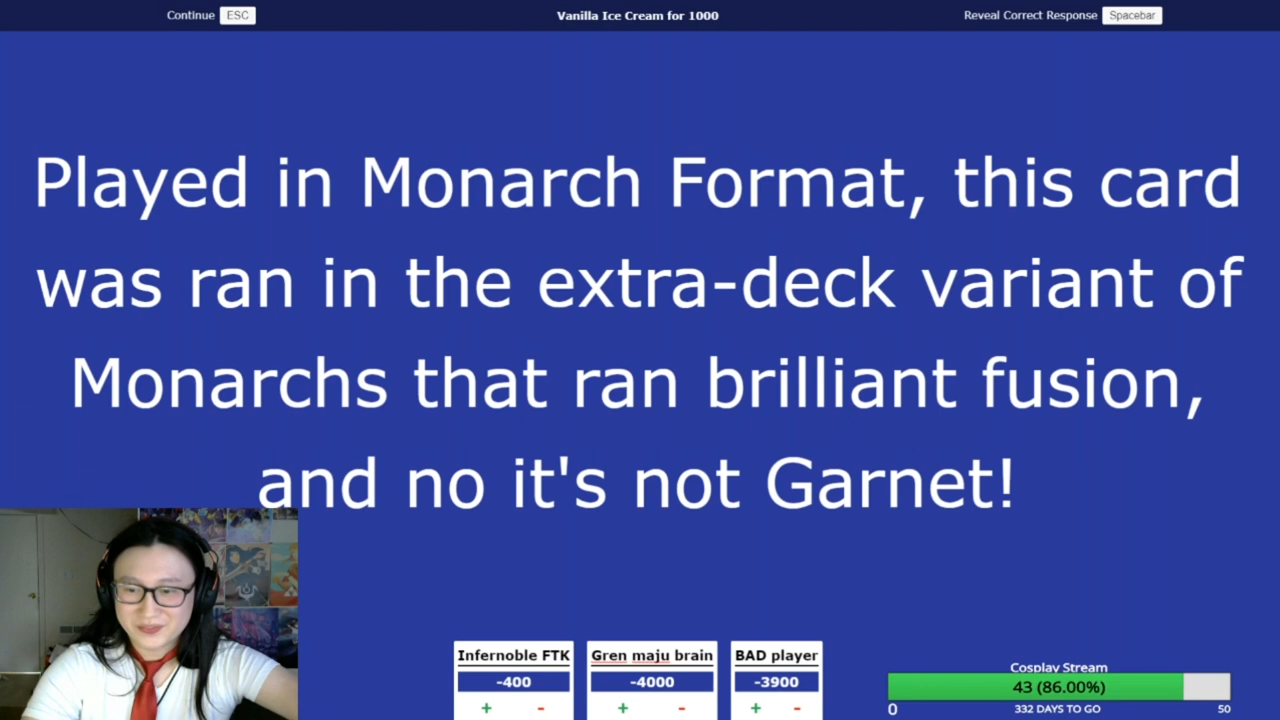 Continue ESC Vanilla Ice Cream for 1000 Reveal Correct Response Spacebar
Played in Monarch Format, this card
was ran in the extra-deck variant of
Monarchs that ran brilliant fusion,
and no it's not Garnet!
Infernoble FTK Gren maju brain BAD player
-400 -4000 -3900
+ - + - + -
Cosplay Stream
43 (86.00%)
0 332 DAYS TO GO 50